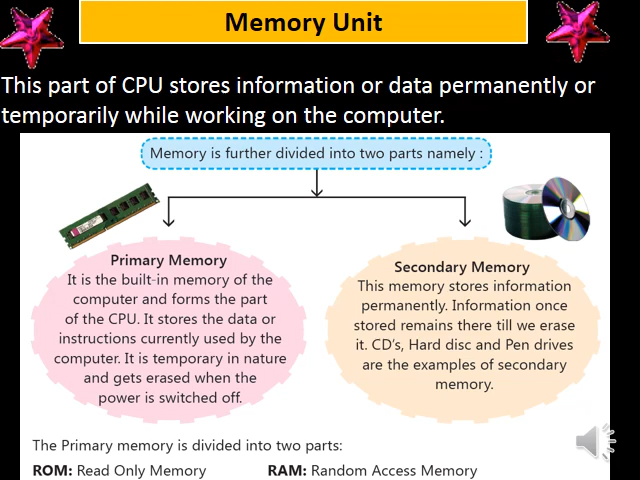 Memory Unit
This part of CPU stores information or data permanently or
temporarily while working on the computer.
Memory is further divided into two parts namely :
Primary Memory
It is the built-in memory of the
computer and forms the part
of the CPU. It stores the data or
instructions currently used by the
computer. It is temporary in nature
and gets erased when the
power is switched off.
Secondary Memory
This memory stores information
permanently. Information once
stored remains there till we erase
it. CD's, Hard disc and Pen drives
are the examples of secondary
memory.
The Primary memory is divided into two parts:
ROM: Read Only Memory RAM: Random Access Memory